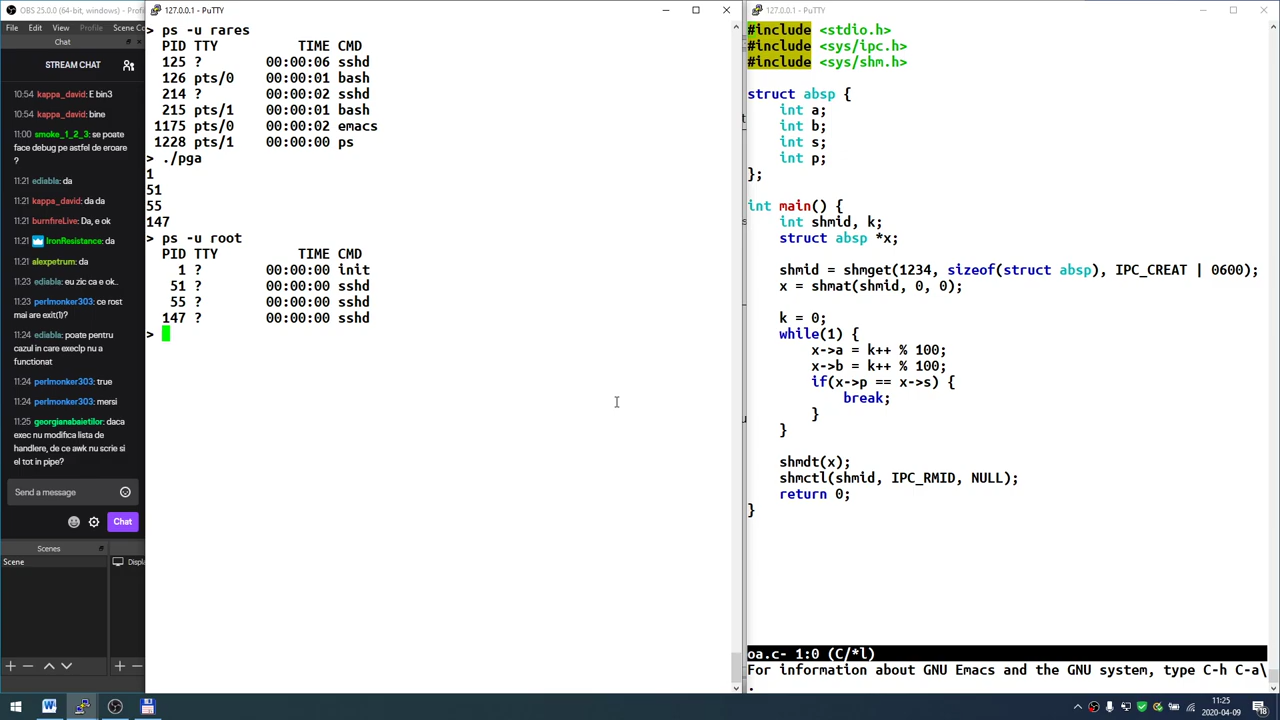 OBS 25.0.0 (64-bit, windows) - Profi
File Edit View Profile Scene Co
Chat
STREAM CHAT
10:54 kappa_david: E bin3
10:54 kappa_david: bine
11:00 smoke_1_2_3: se poate
face debug pe astfel de eroare
?
11:21 ediabla: da
11:21 kappa_david: da da
11:21 burnfireLive: Da, e ok
11:21 IronResistance: da
11:21 alexpetrum: da
11:23 ediabla: eu zic ca e ok..
11:23 perlmonker303: ce rost
mai are exit(1)?
11:24 ediabla: poate pentru
cazul in care execlp nu a
functionat
11:24 perlmonker303: true
11:24 perlmonker303: mersi
11:25 georgianabaietilor: daca
exec nu modifica lista de
handlere, de ce awk nu scrie si
el tot in pipe?
Send a message
Chat
Scenes
Scene
Displ
127.0.0.1 - PuTTY
> ps -u rares
PID TTY TIME CMD
125 ? 00:00:06 sshd
126 pts/0 00:00:01 bash
214 ? 00:00:02 sshd
215 pts/1 00:00:01 bash
1175 pts/0 00:00:02 emacs
1228 pts/1 00:00:00 ps
> ./pga
1
51
55
147
> ps -u root
PID TTY TIME CMD
1 ? 00:00:00 init
51 ? 00:00:00 sshd
55 ? 00:00:00 sshd
147 ? 00:00:00 sshd
>
127.0.0.1 - PuTTY
#include <stdio.h>
#include <sys/ipc.h>
#include <sys/shm.h>
struct absp {
int a;
int b;
int s;
int p;
};
int main() {
int shmid, k;
struct absp *x;
shmid = shmget(1234, sizeof(struct absp), IPC_CREAT | 0600);
x = shmat(shmid, 0, 0);
k = 0;
while(1) {
x->a = k++ % 100;
x->b = k++ % 100;
if(x->p == x->s) {
break;
}
}
shmdt(x);
shmctl(shmid, IPC_RMID, NULL);
return 0;
}
oa.c- 1:0 (C/*l)
For information about GNU Emacs and the GNU system, type C-h C-a\
.
11:25
2020-04-09
18